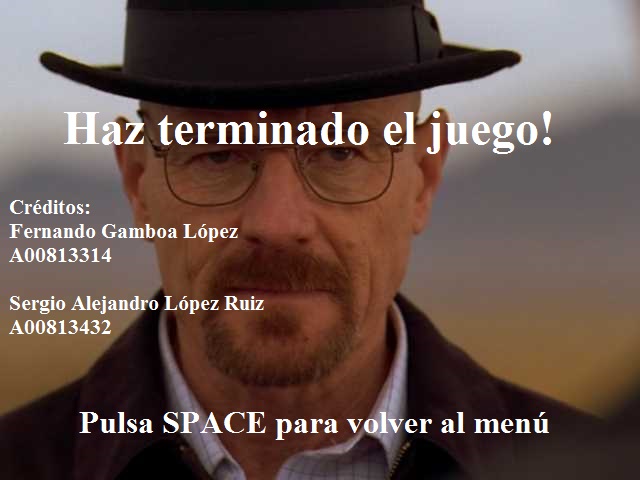 Haz terminado el juego!
Créditos:
Fernando Gamboa López
A00813314
Sergio Alejandro López Ruiz
A00813432
Pulsa SPACE para volver al menú